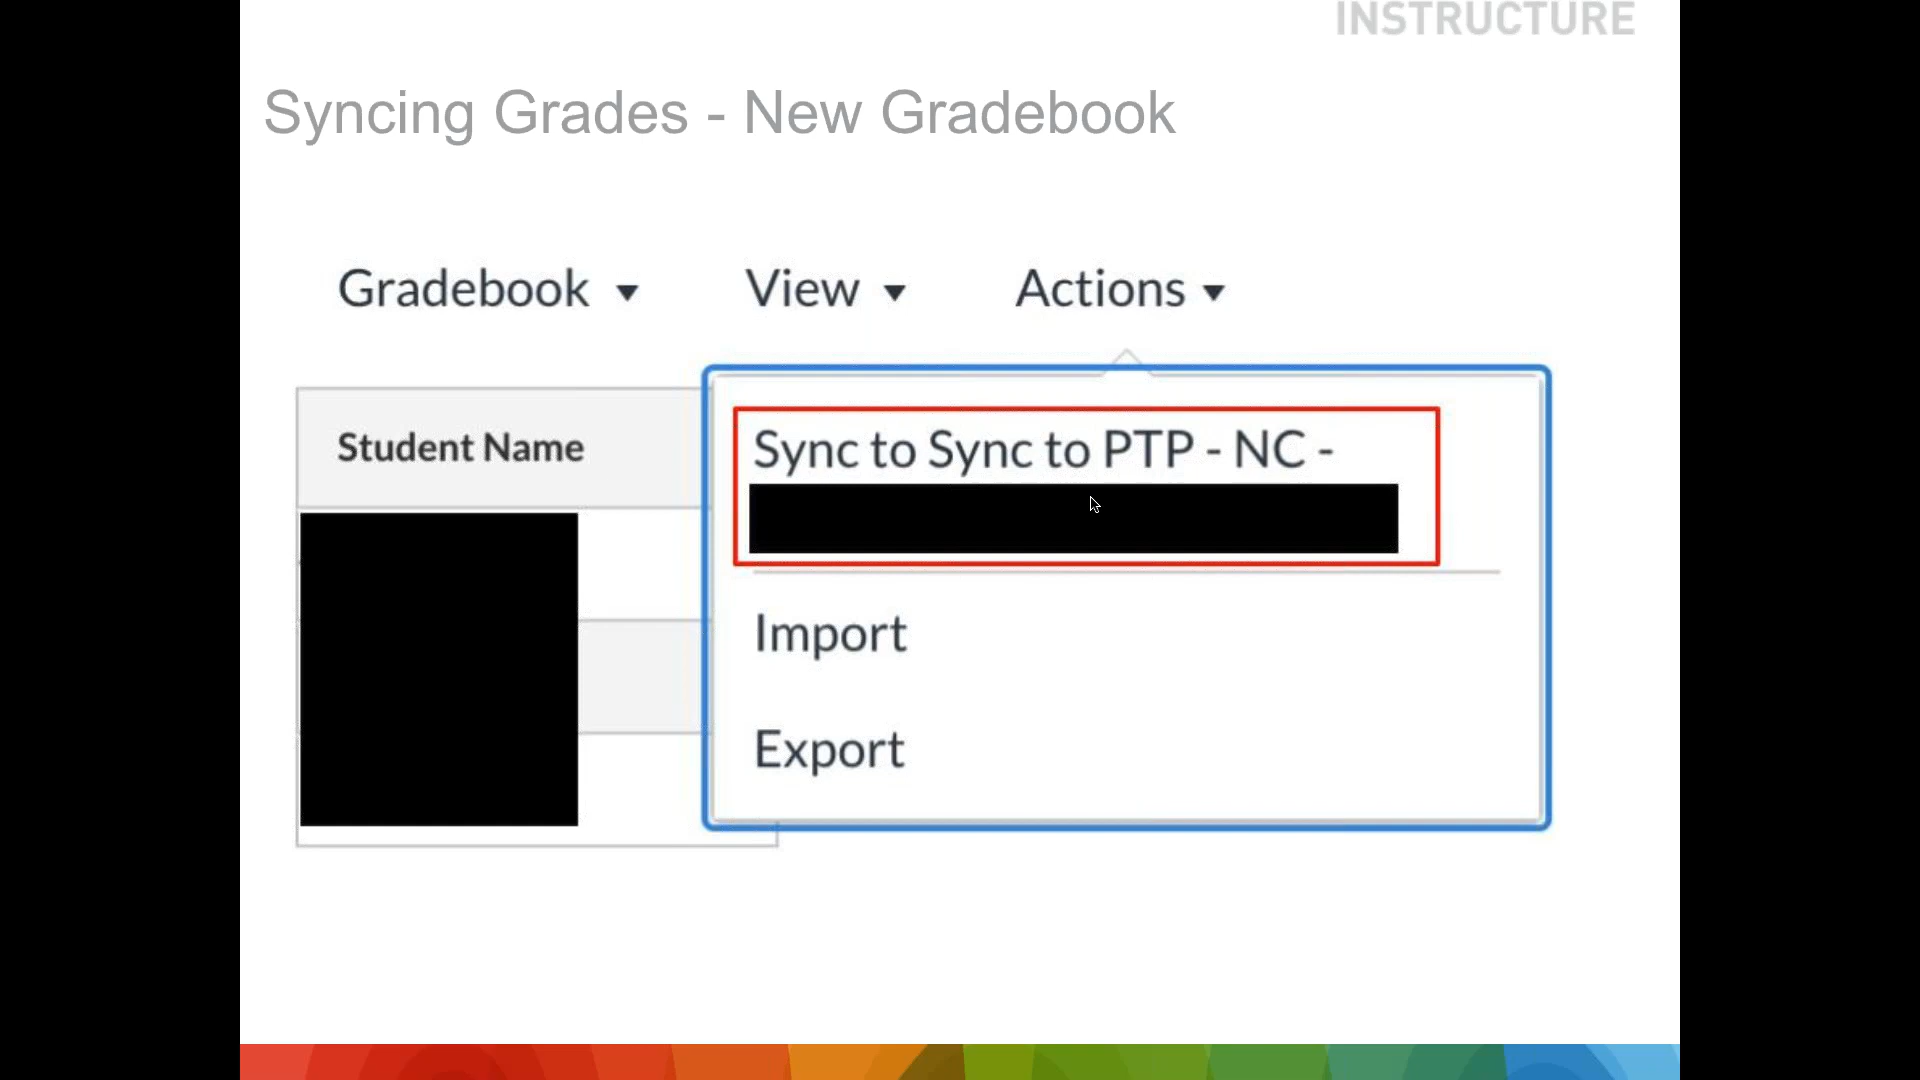 INSTRUCTURE
Syncing Grades - New Gradebook
Gradebook View Actions
Student Name
Sync to Sync to PTP - NC -
Import
Export